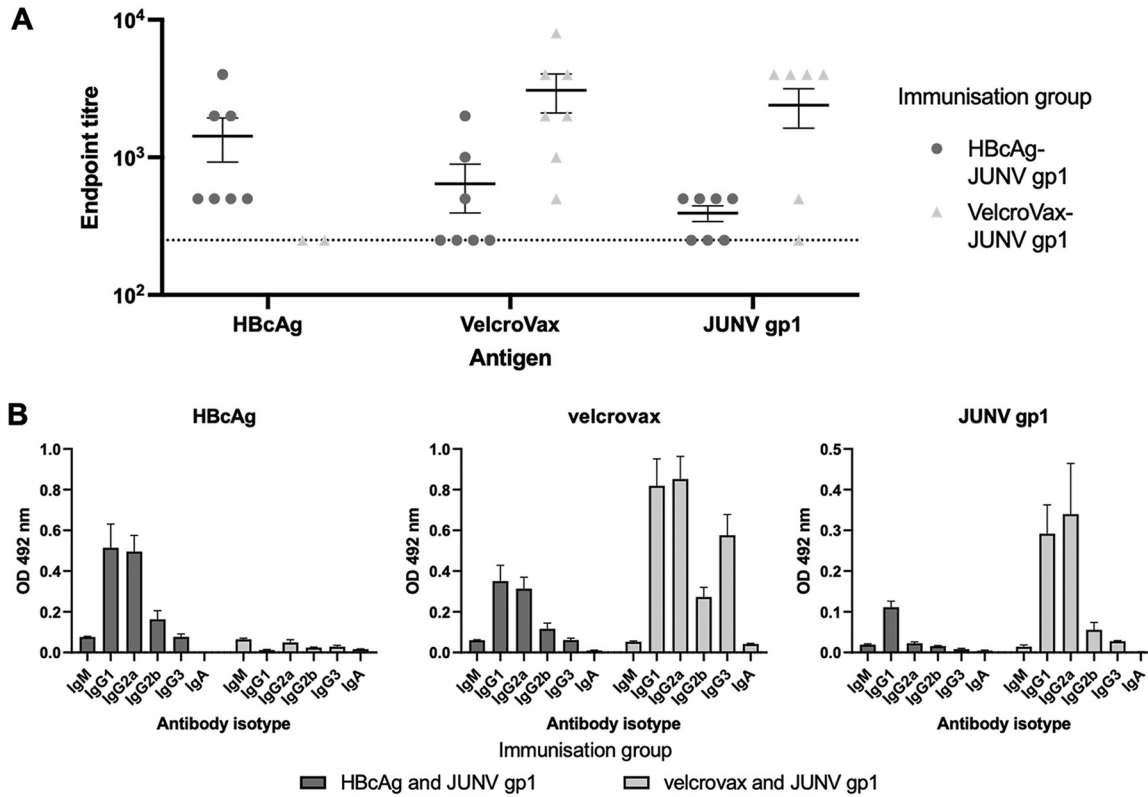 A
10⁴
10³
10²
Endpoint titre
HBcAg
VelcroVax
JUNV gp1
Antigen
Immunisation group
HBcAg-
JUNV gp1
VelcroVax-
JUNV gp1
B
HBcAg
velcrovax
JUNV gp1
1.0
0.8
0.6
0.4
0.2
0.0
OD 492 nm
IgM
IgG1
IgG2a
IgG2b
IgG3
IgA
IgM
IgG1
IgG2a
IgG2b
IgG3
IgA
Antibody isotype
1.0
0.8
0.6
0.4
0.2
0.0
OD 492 nm
IgM
IgG1
IgG2a
IgG2b
IgG3
IgA
IgM
IgG1
IgG2a
IgG2b
IgG3
IgA
Antibody isotype
0.5
0.4
0.3
0.2
0.1
0.0
OD 492 nm
IgM
IgG1
IgG2a
IgG2b
IgG3
IgA
IgM
IgG1
IgG2a
IgG2b
IgG3
IgA
Antibody isotype
Immunisation group
HBcAg and JUNV gp1
velcrovax and JUNV gp1